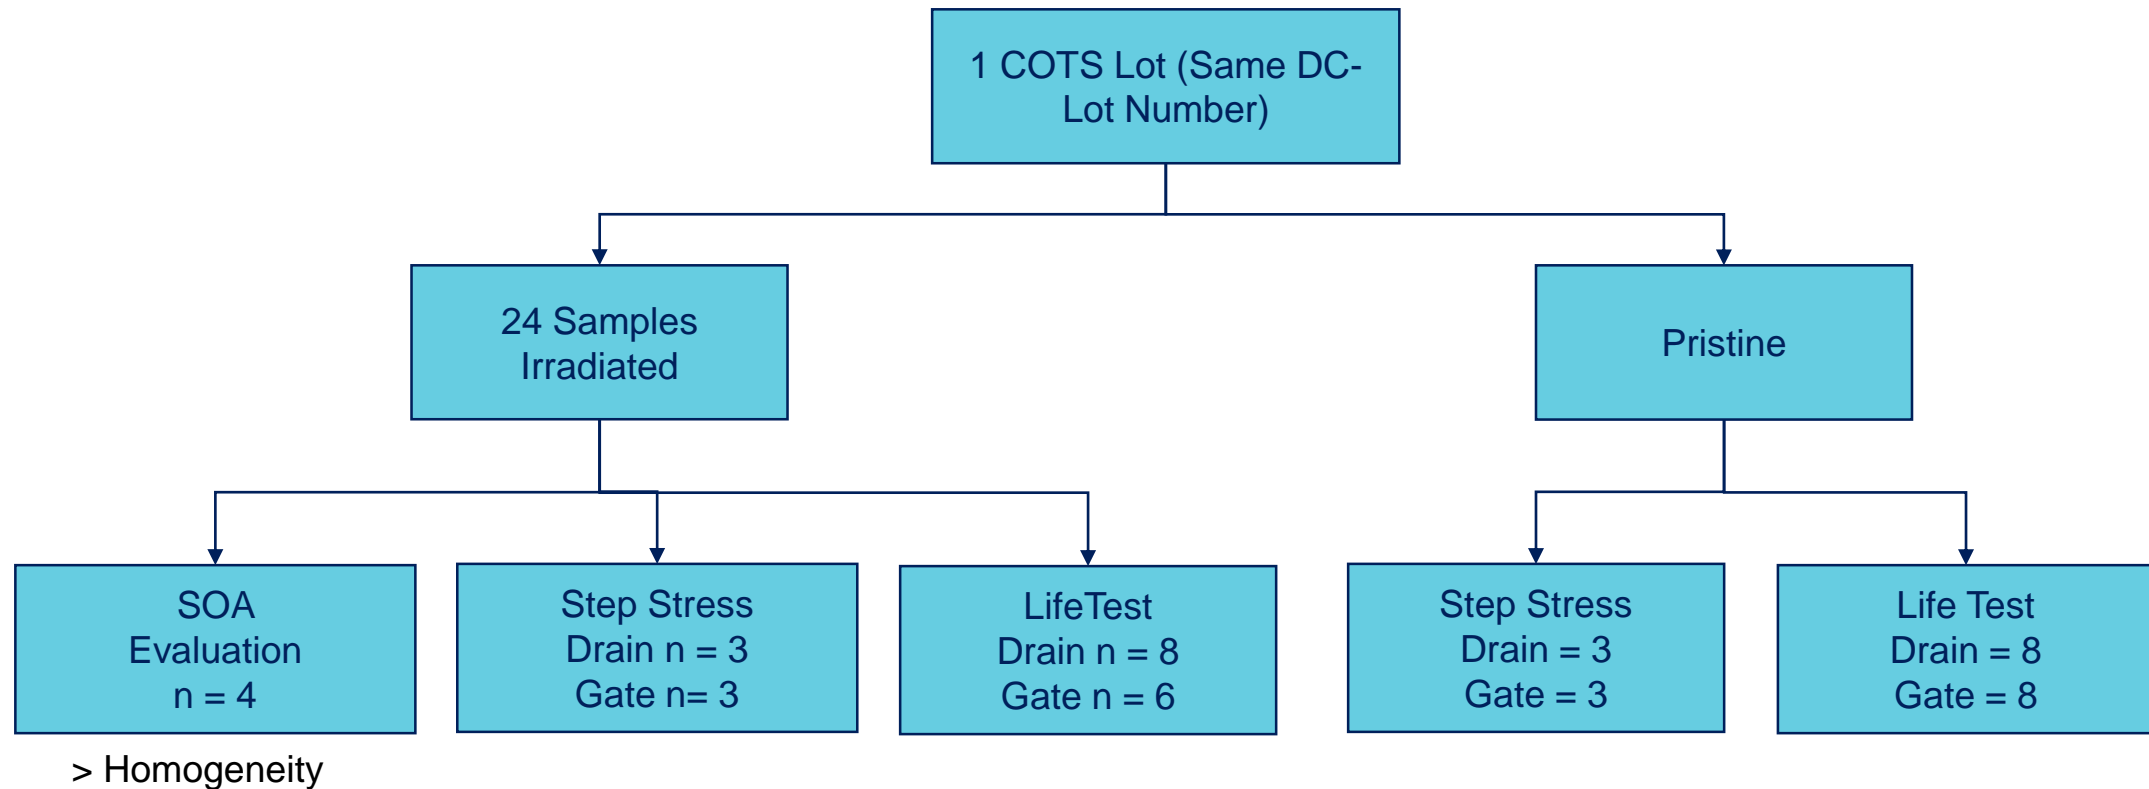 1 COTS Lot (Same DC-
Lot Number)
24 Samples
Irradiated
Pristine
SOA
Evaluation
n = 4
Step Stress
Drain n = 3
Gate n= 3
LifeTest
Drain n = 8
Gate n = 6
Step Stress
Drain = 3
Gate = 3
Life Test
Drain = 8
Gate = 8
> Homogeneity